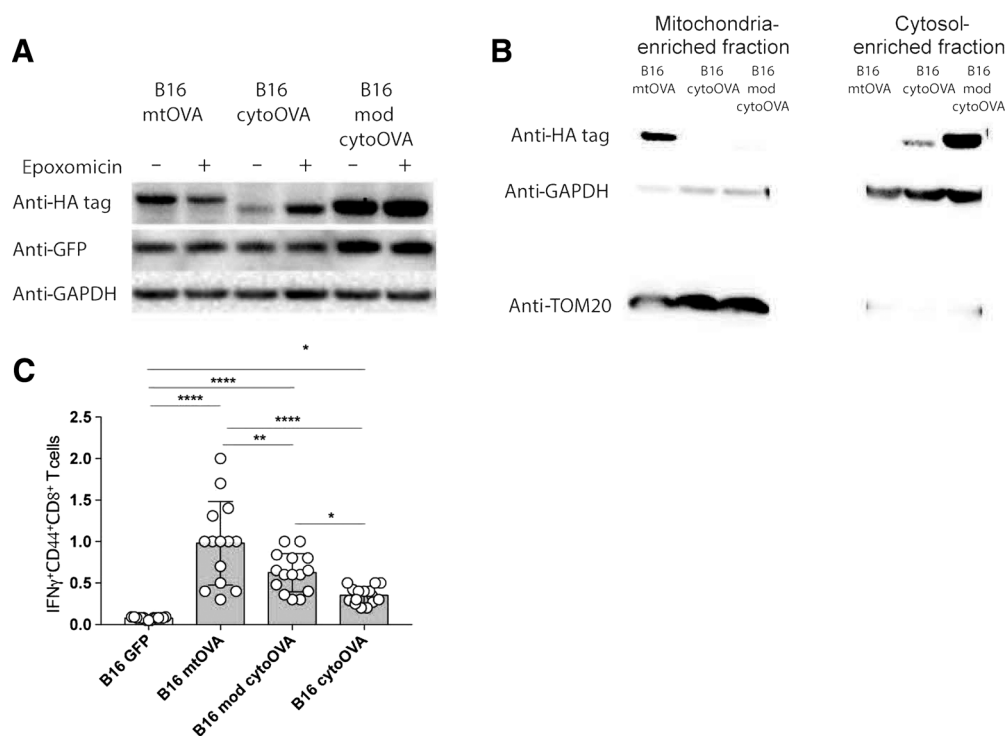 A
B16
mtOVA
B16
cytoOVA
B16
mod
cytoOVA
Epoxomicin − + − + − +
Anti-HA tag
Anti-GFP
Anti-GAPDH
B
Mitochondria-
enriched fraction
Cytosol-
enriched fraction
B16
mtOVA
B16
cytoOVA
B16
mod
cytoOVA
B16
mtOVA
B16
cytoOVA
B16
mod
cytoOVA
Anti-HA tag
Anti-GAPDH
Anti-TOM20
C
*
****
****
****
**
*
IFNγ+CD44+CD8+ T cells
2.5
2.0
1.5
1.0
0.5
0.0
B16 GFP
B16 mtOVA
B16 mod cytoOVA
B16 cytoOVA